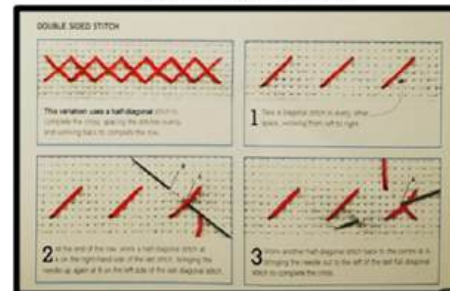 DOUBLE SIDED STITCH
This variation uses a half-diagonal stitch to
complete the cross, spacing the stitches evenly
and working back to complete the row.
1 Take a diagonal stitch in every other
space, working from left to right.
2 At the end of the row, work a half-diagonal stitch at
A on the right-hand side of the last stitch, bringing the
needle up again at B on the left side of the last diagonal stitch.
3 Work another half-diagonal stitch back to the centre at A
bringing the needle out to the left of the last full diagonal
stitch to complete the cross.